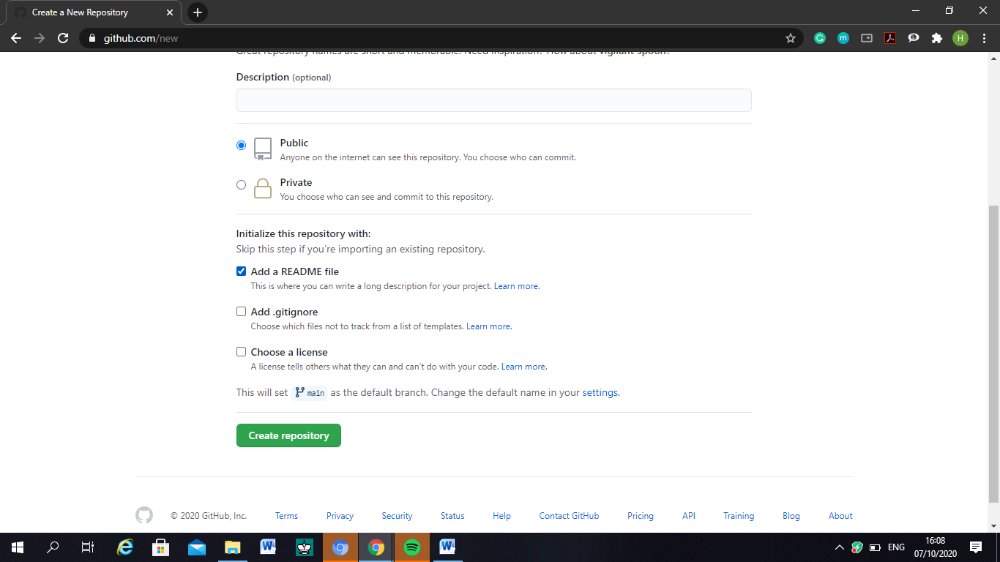 Create a New Repository
github.com/new
Great repository names are short and memorable. Need inspiration? How about vigilant-spoon?
Description (optional)
Public
Anyone on the internet can see this repository. You choose who can commit.
Private
You choose who can see and commit to this repository.
Initialize this repository with:
Skip this step if you're importing an existing repository.
Add a README file
This is where you can write a long description for your project. Learn more.
Add .gitignore
Choose which files not to track from a list of templates. Learn more.
Choose a license
A license tells others what they can and can't do with your code. Learn more.
This will set main as the default branch. Change the default name in your settings.
Create repository
© 2020 GitHub, Inc. Terms Privacy Security Status Help Contact GitHub Pricing API Training Blog About
ENG
16:08
07/10/2020